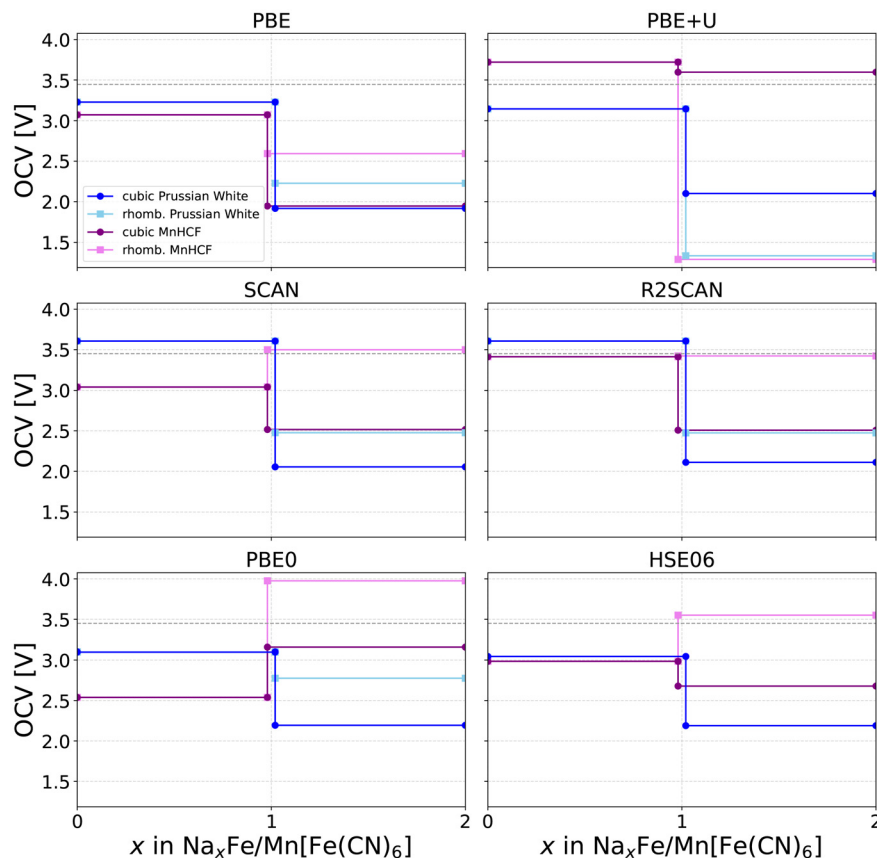 PBE
PBE+U
OCV [V]
4.0
3.5
3.0
2.5
2.0
1.5
cubic Prussian White
rhomb. Prussian White
cubic MnHCF
rhomb. MnHCF
SCAN
R2SCAN
OCV [V]
4.0
3.5
3.0
2.5
2.0
1.5
PBE0
HSE06
OCV [V]
4.0
3.5
3.0
2.5
2.0
1.5
0 1 2
0 1 2
x in NaₓFe/Mn[Fe(CN)₆]
x in NaₓFe/Mn[Fe(CN)₆]